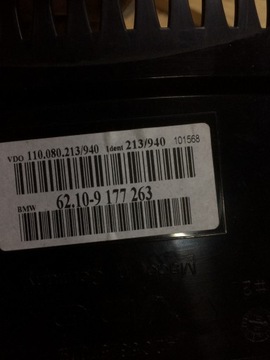 VDO 110.080.213/940 Ident 213/940 101568
BMW 62.10-9 177 263